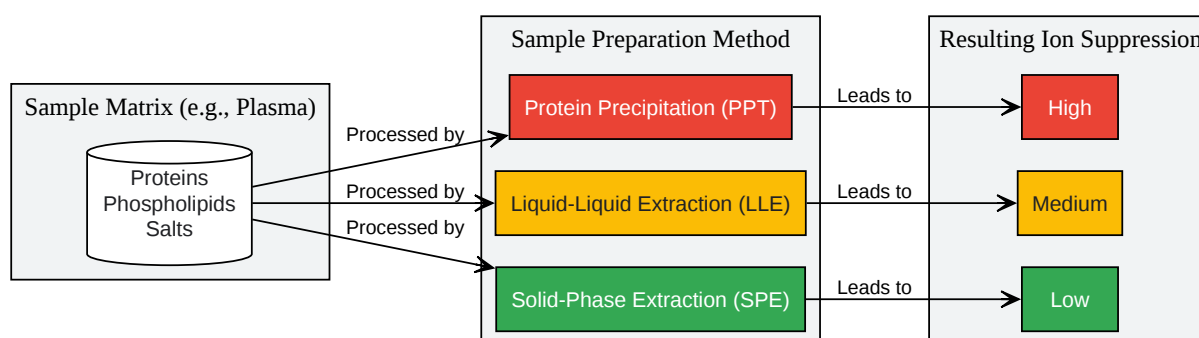 Sample Matrix (e.g., Plasma)
Proteins
Phospholipids
Salts
Processed by
Processed by
Processed by
Sample Preparation Method
Protein Precipitation (PPT)
Liquid-Liquid Extraction (LLE)
Solid-Phase Extraction (SPE)
Leads to
Leads to
Leads to
Resulting Ion Suppression
High
Medium
Low